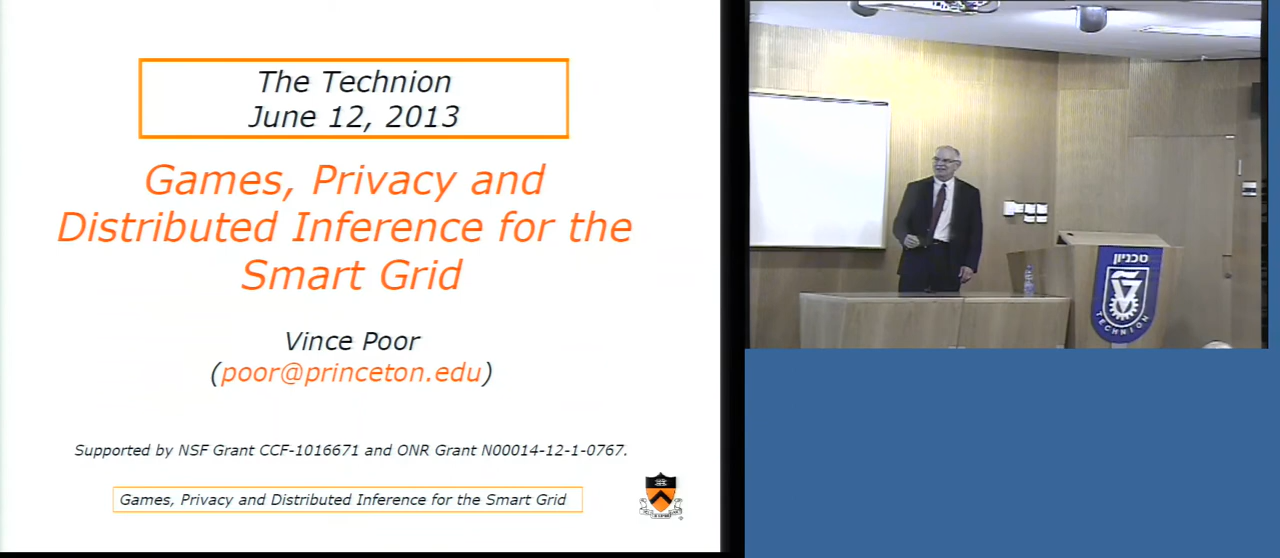 The Technion
June 12, 2013
Games, Privacy and
Distributed Inference for the
Smart Grid
Vince Poor
(poor@princeton.edu)
Supported by NSF Grant CCF-1016671 and ONR Grant N00014-12-1-0767.
Games, Privacy and Distributed Inference for the Smart Grid
טכניון
TECHNION